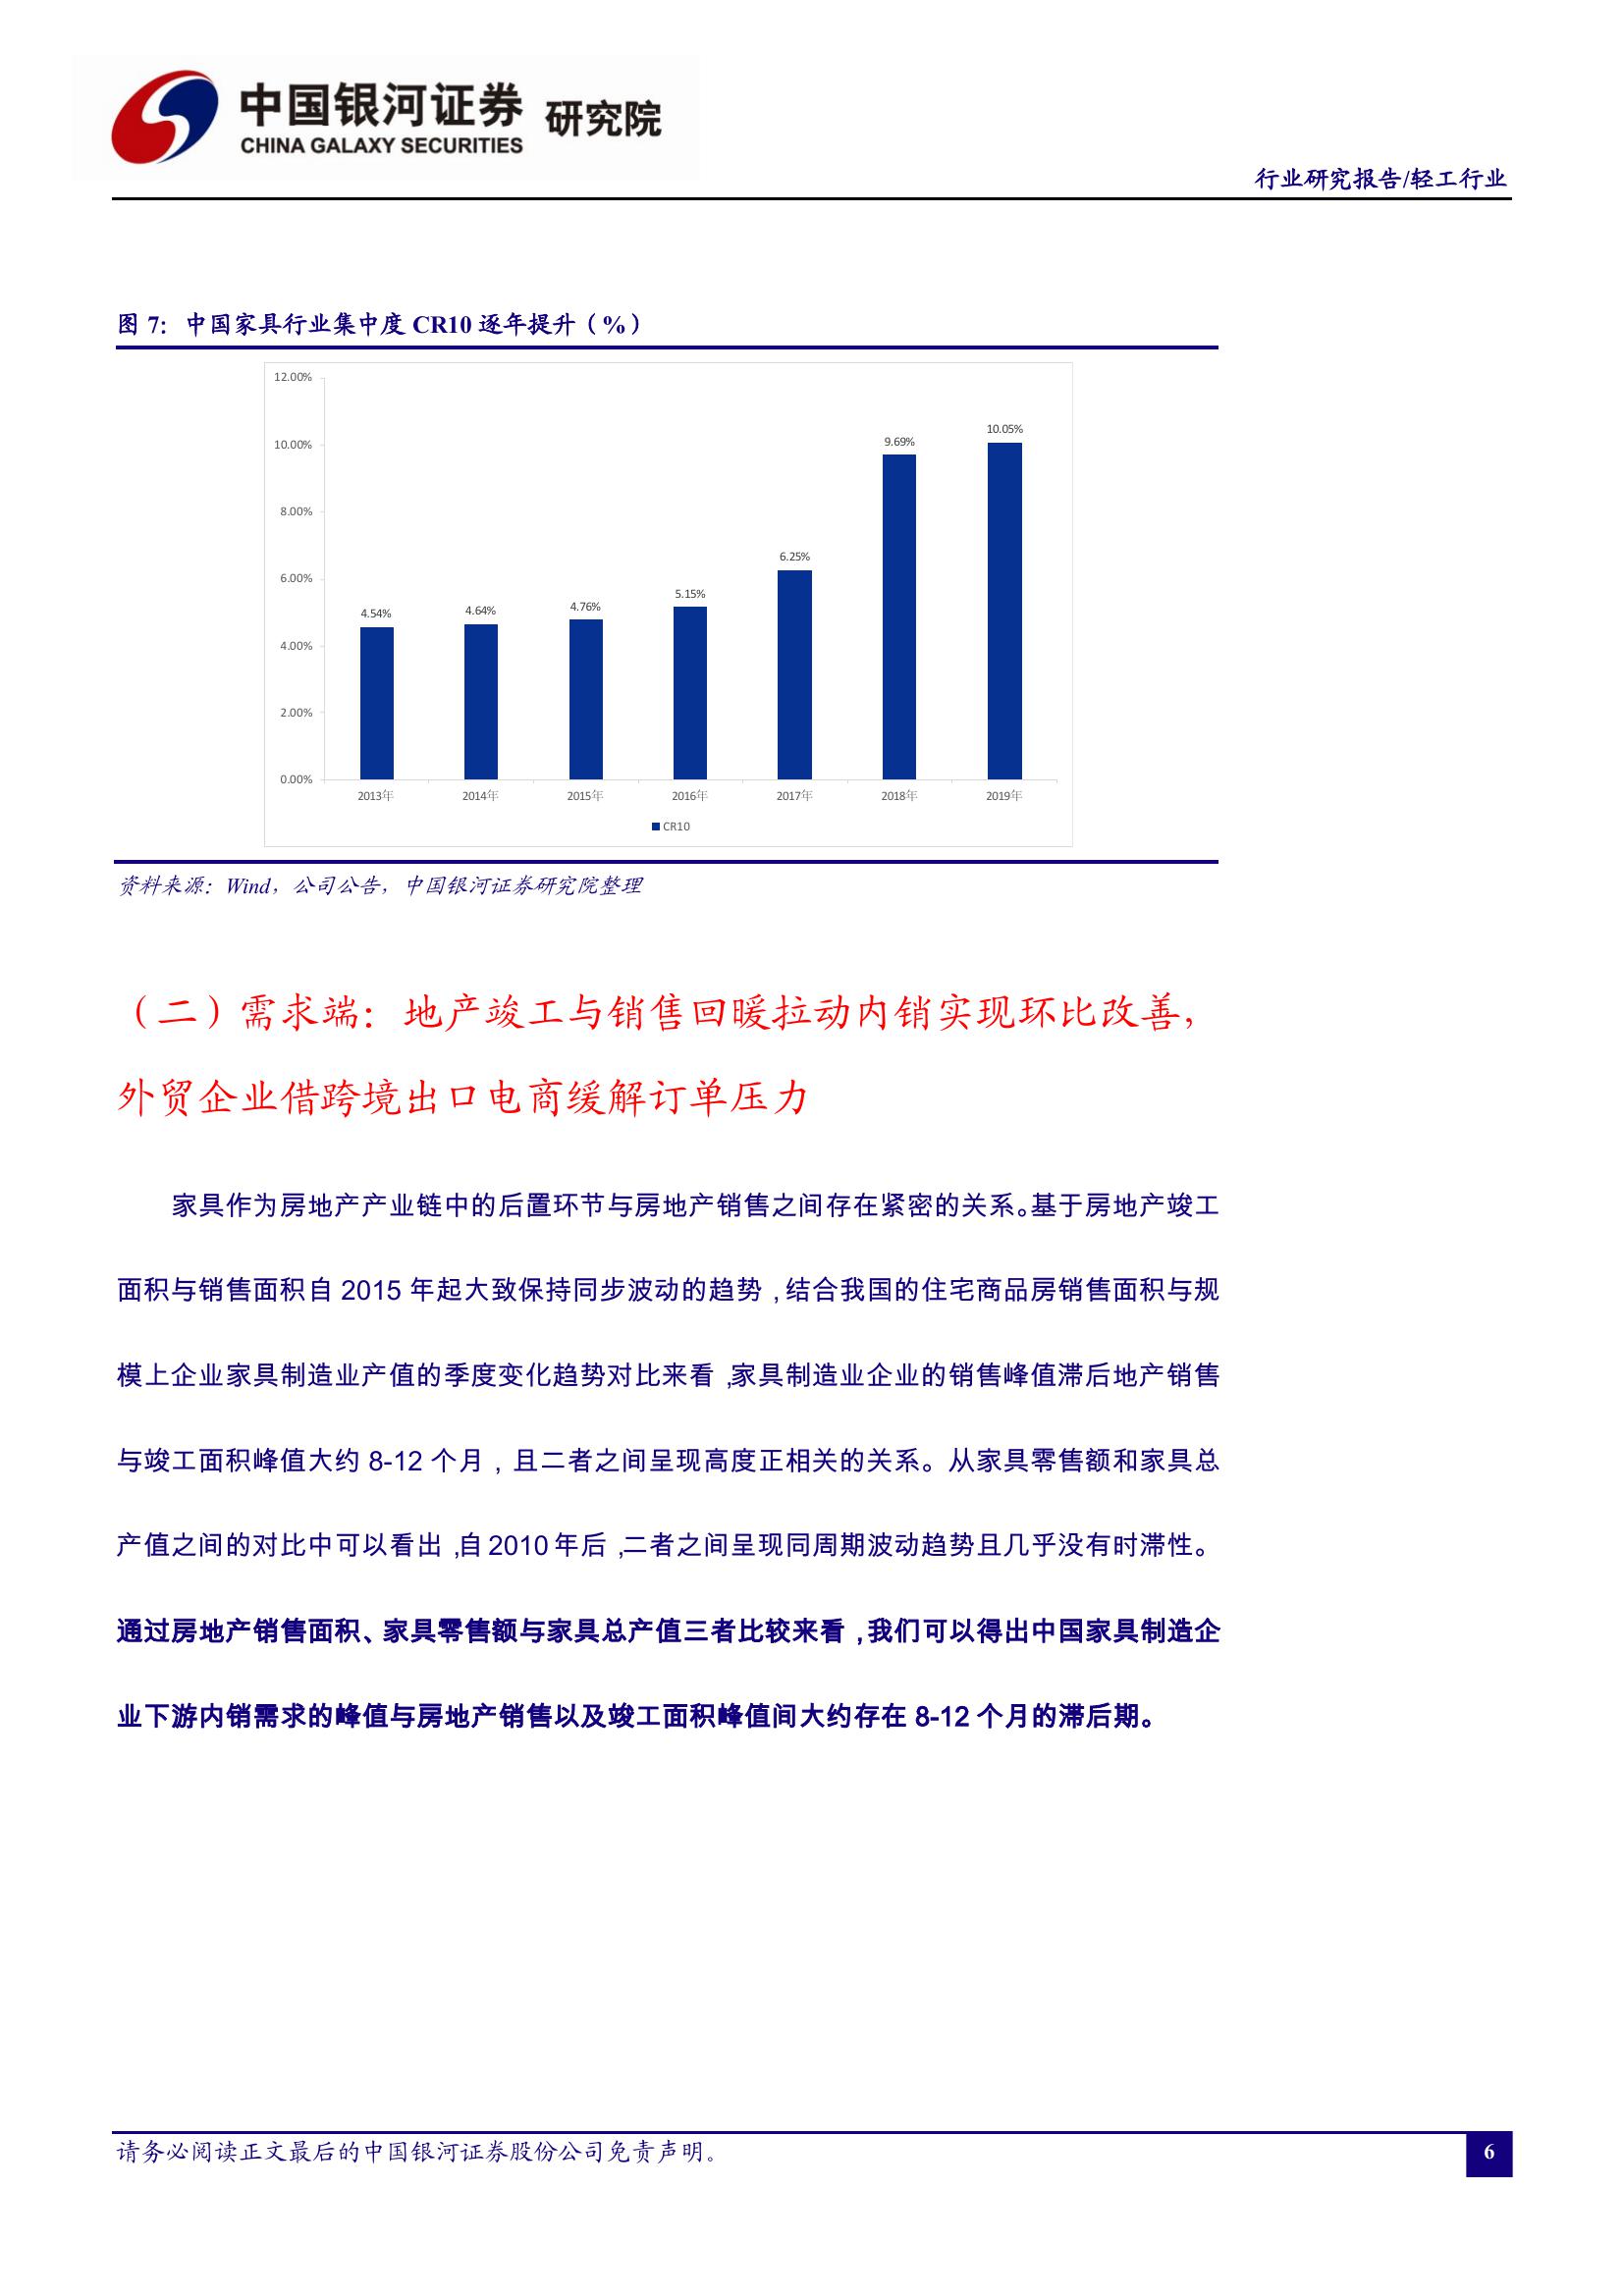 中国银河证券 研究院
CHINA GALAXY SECURITIES
行业研究报告/轻工行业
图 7：中国家具行业集中度 CR10 逐年提升（%）
12.00%
10.00%
8.00%
6.00%
4.00%
2.00%
0.00%
4.54%
4.64%
4.76%
5.15%
6.25%
9.69%
10.05%
2013年
2014年
2015年
2016年
2017年
2018年
2019年
CR10
资料来源：Wind，公司公告，中国银河证券研究院整理
（二）需求端：地产竣工与销售回暖拉动内销实现环比改善，
外贸企业借跨境出口电商缓解订单压力
家具作为房地产产业链中的后置环节与房地产销售之间存在紧密的关系。基于房地产竣工
面积与销售面积自 2015 年起大致保持同步波动的趋势，结合我国的住宅商品房销售面积与规
模上企业家具制造业产值的季度变化趋势对比来看，家具制造业企业的销售峰值滞后地产销售
与竣工面积峰值大约 8-12 个月，且二者之间呈现高度正相关的关系。从家具零售额和家具总
产值之间的对比中可以看出，自 2010 年后，二者之间呈现同周期波动趋势且几乎没有时滞性。
通过房地产销售面积、家具零售额与家具总产值三者比较来看，我们可以得出中国家具制造企
业下游内销需求的峰值与房地产销售以及竣工面积峰值间大约存在 8-12 个月的滞后期。
请务必阅读正文最后的中国银河证券股份公司免责声明。
6